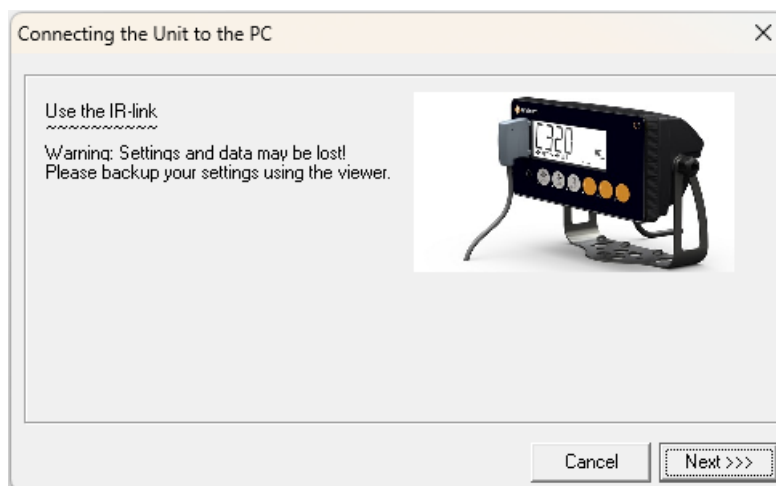 Connecting the Unit to the PC
Use the IR-link
~~~~~~~~~~
Warning: Settings and data may be lost!
Please backup your settings using the viewer.
C320
Cancel
Next >>>